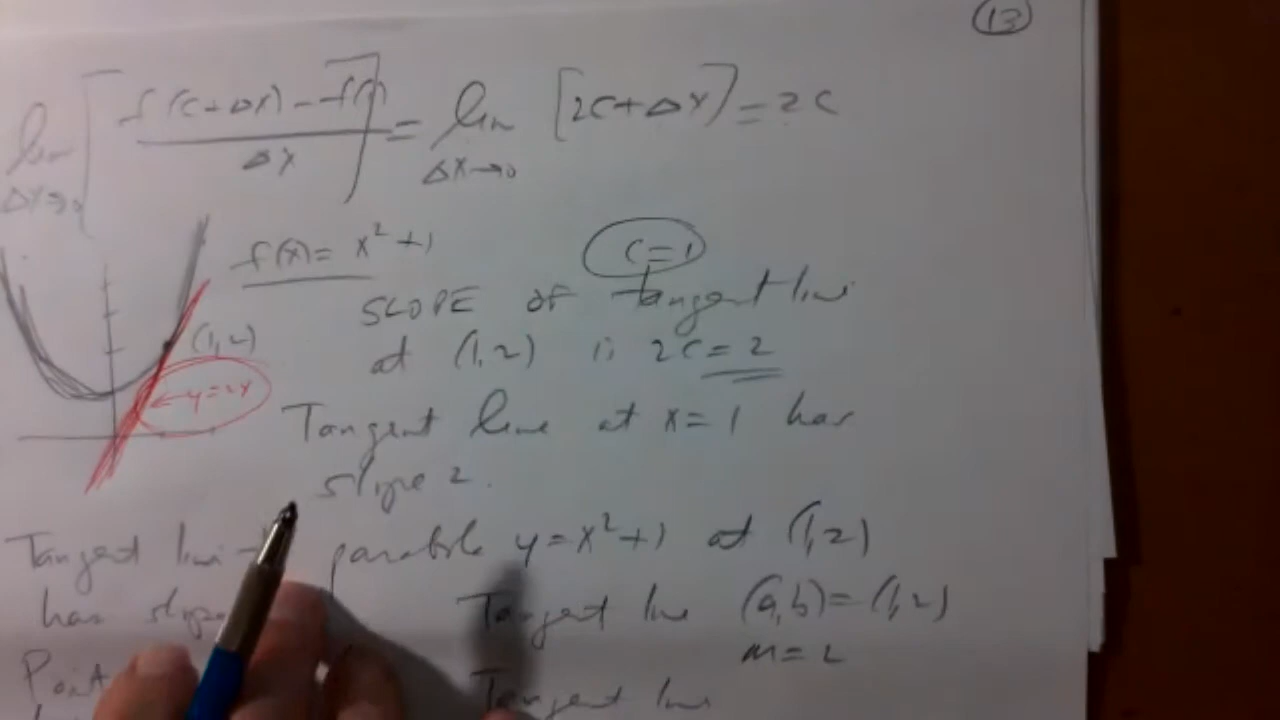 13
lim Δx→0 [f(c+Δx) - f(c) / Δx] = lim Δx→0 [2c+Δx] = 2c
f(x) = x² + 1
c = 1
SLOPE OF tangent line
at (1,2) is 2c = 2
(1,2)
y=2x
Tangent line at x = 1 has
slope 2.
Tangent line parabola y = x² + 1 at (1,2)
has slope
Tangent line (a,b) = (1,2)
m = 2
Point
Tangent line